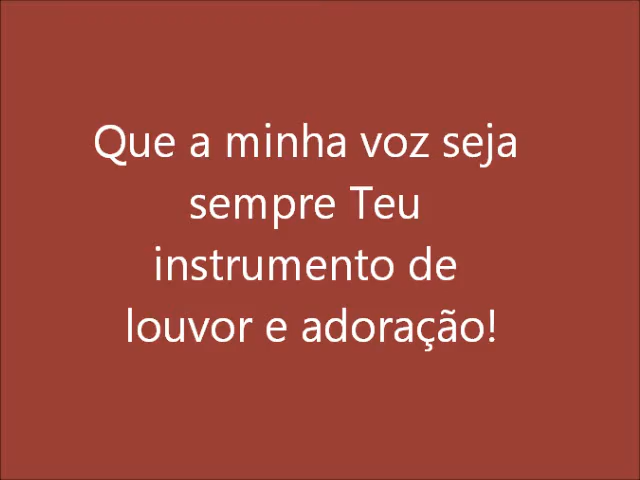 Que a minha voz seja
sempre Teu
instrumento de
louvor e adoração!